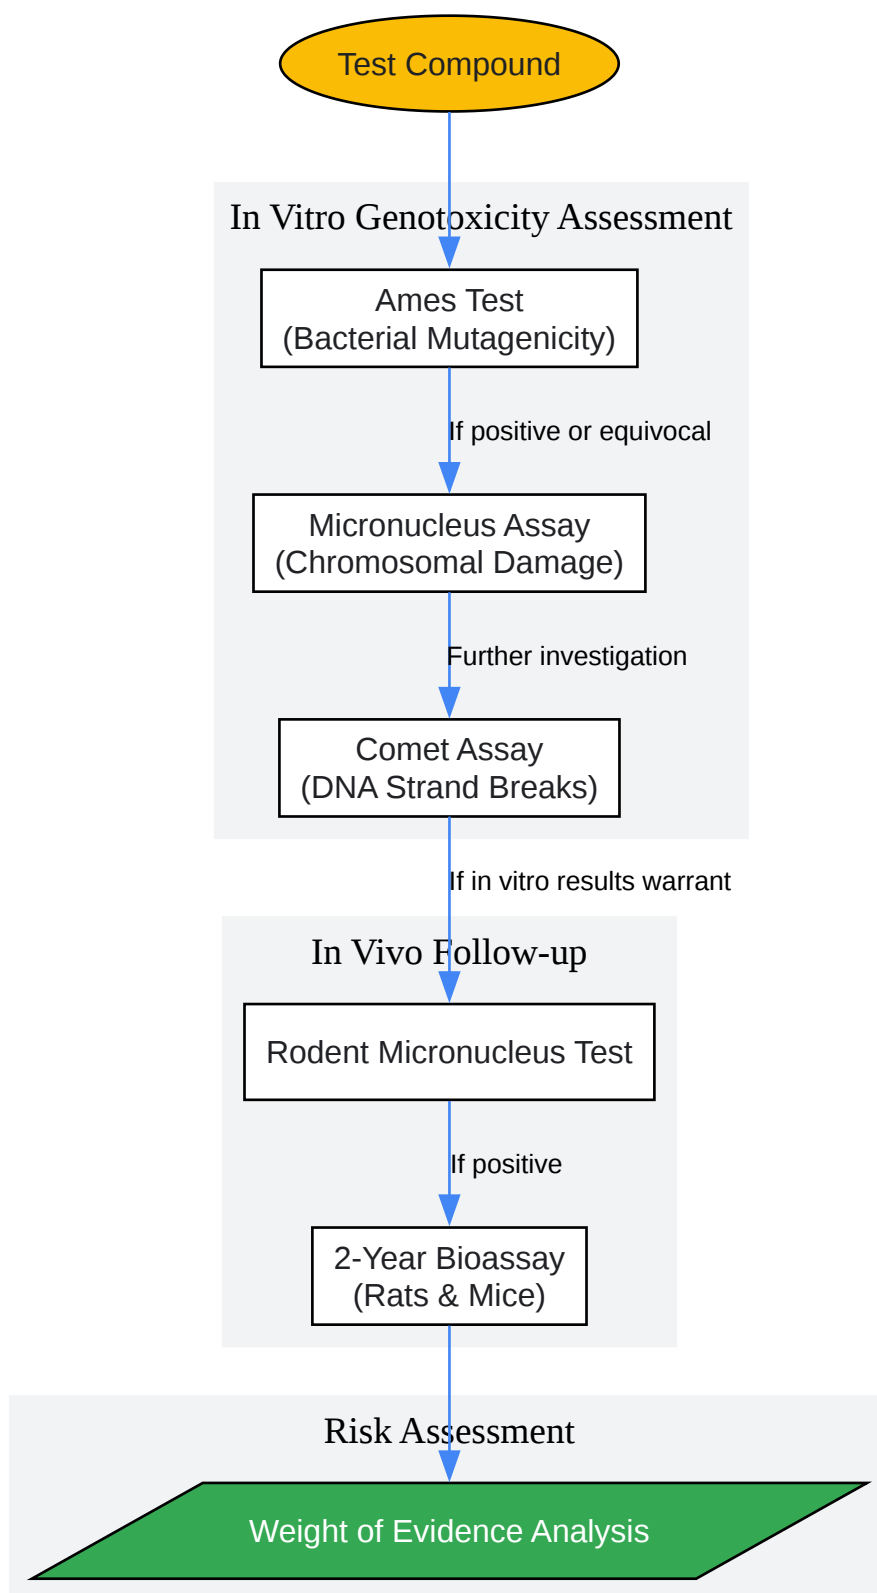 Test Compound
In Vitro Genotoxicity Assessment
Ames Test
(Bacterial Mutagenicity)
If positive or equivocal
Micronucleus Assay
(Chromosomal Damage)
Further investigation
Comet Assay
(DNA Strand Breaks)
If in vitro results warrant
In Vivo Follow-up
Rodent Micronucleus Test
If positive
2-Year Bioassay
(Rats & Mice)
Risk Assessment
Weight of Evidence Analysis